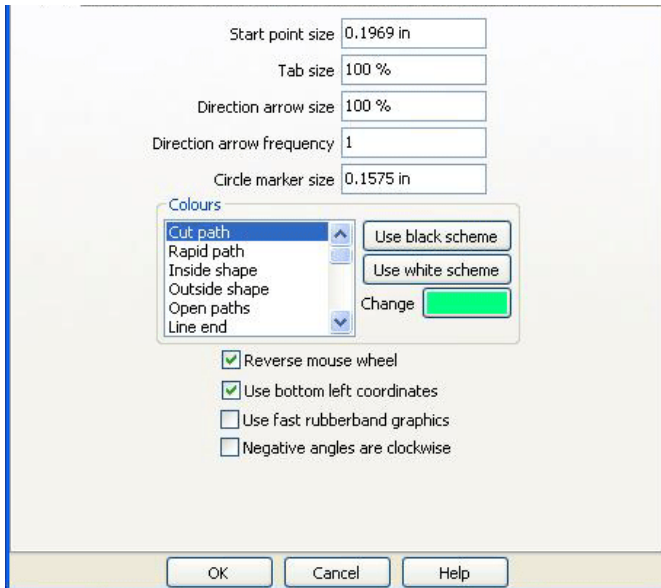 Start point size 0.1969 in
Tab size 100 %
Direction arrow size 100 %
Direction arrow frequency 1
Circle marker size 0.1575 in
Colours
Cut path
Rapid path
Inside shape
Outside shape
Open paths
Line end
Use black scheme
Use white scheme
Change
Reverse mouse wheel
Use bottom left coordinates
Use fast rubberband graphics
Negative angles are clockwise
OK Cancel Help